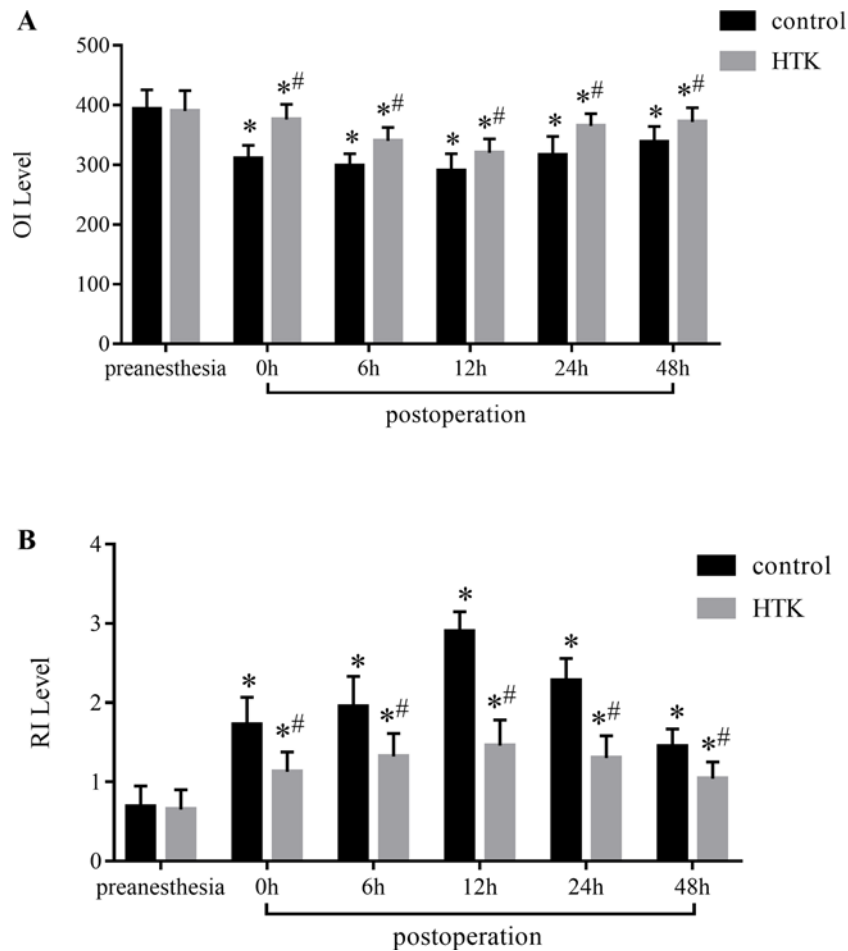 A
control
HTK
500
400
300
200
100
0
OI Level
* *# * *# * *# * *# * *#
preanesthesia 0h 6h 12h 24h 48h
postoperation
B
control
HTK
4
3
2
1
0
RI Level
* *# * *# * *# * *# * *#
preanesthesia 0h 6h 12h 24h 48h
postoperation